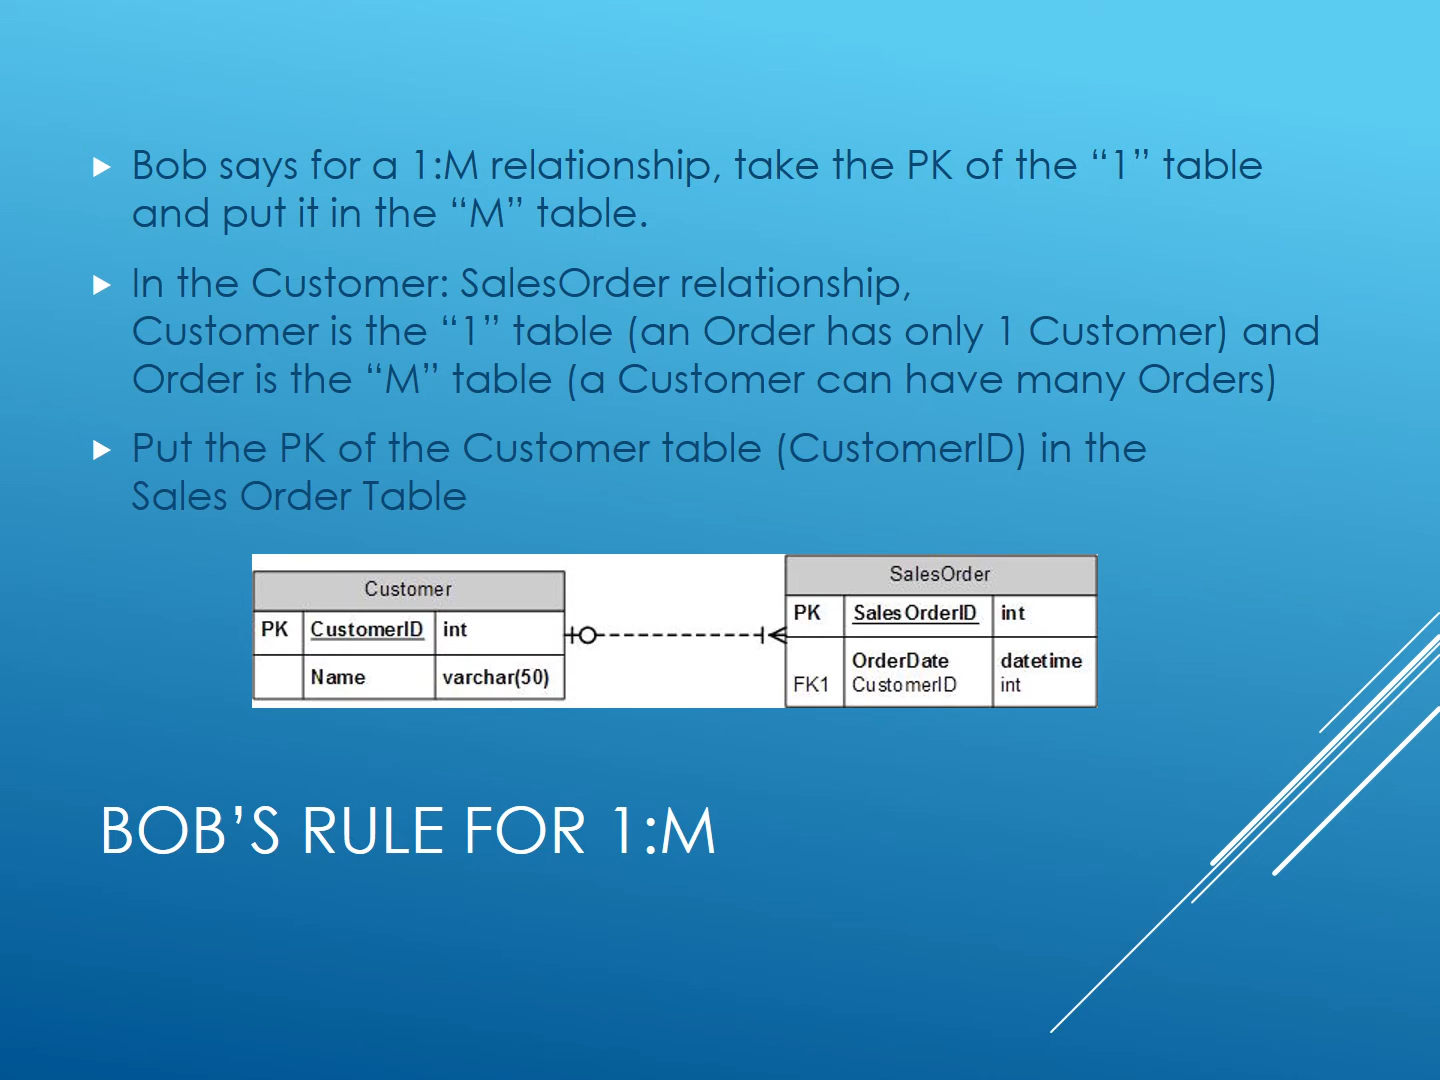 Bob says for a 1:M relationship, take the PK of the “1” table
and put it in the “M” table.
In the Customer: SalesOrder relationship,
Customer is the “1” table (an Order has only 1 Customer) and
Order is the “M” table (a Customer can have many Orders)
Put the PK of the Customer table (CustomerID) in the
Sales Order Table
Customer
PK CustomerID int
Name varchar(50)
SalesOrder
PK SalesOrderID int
OrderDate datetime
FK1 CustomerID int
BOB’S RULE FOR 1:M